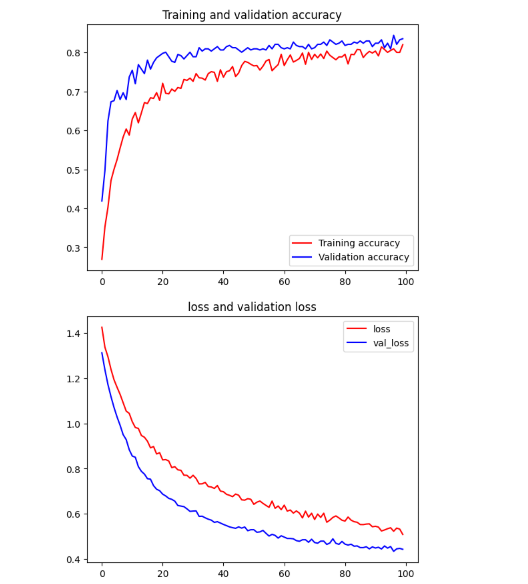 Training and validation accuracy
0.8
0.7
0.6
0.5
0.4
0.3
Training accuracy
Validation accuracy
0 20 40 60 80 100
loss and validation loss
1.4
1.2
1.0
0.8
0.6
0.4
loss
val_loss
0 20 40 60 80 100